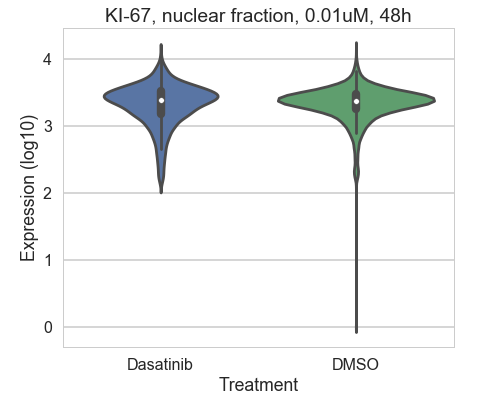 KI-67, nuclear fraction, 0.01uM, 48h
Expression (log10)
4
3
2
1
0
Dasatinib DMSO
Treatment